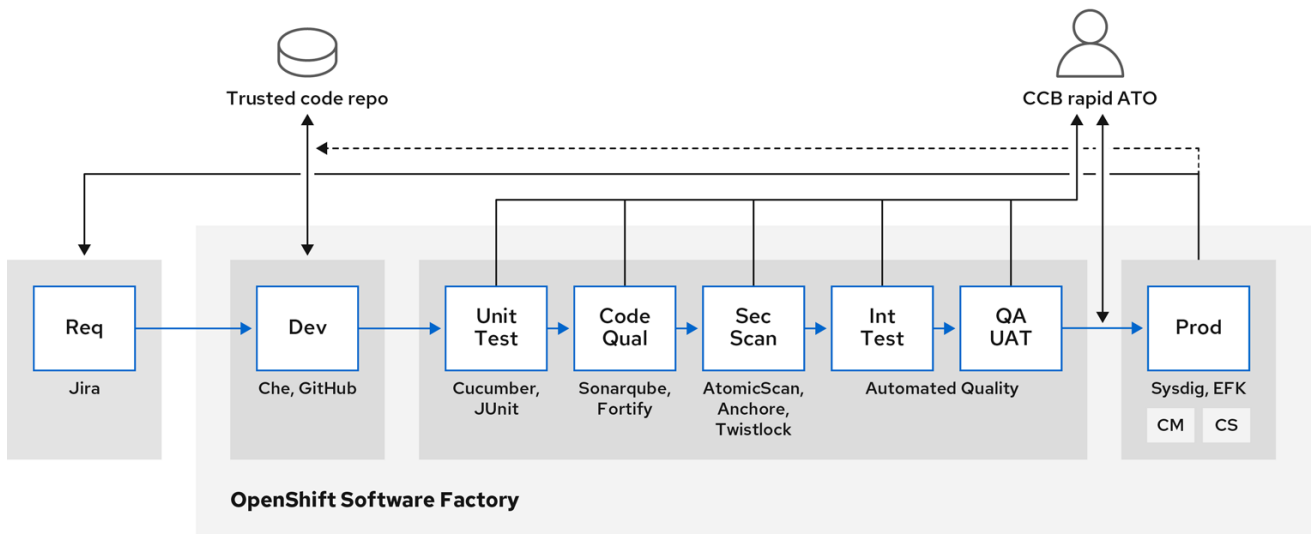 Trusted code repo
CCB rapid ATO
Req
Jira
Dev
Che, GitHub
Unit
Test
Cucumber,
JUnit
Code
Qual
Sonarqube,
Fortify
Sec
Scan
AtomicScan,
Anchore,
Twistlock
Int
Test
QA
UAT
Automated Quality
Prod
Sysdig, EFK
CM
CS
OpenShift Software Factory